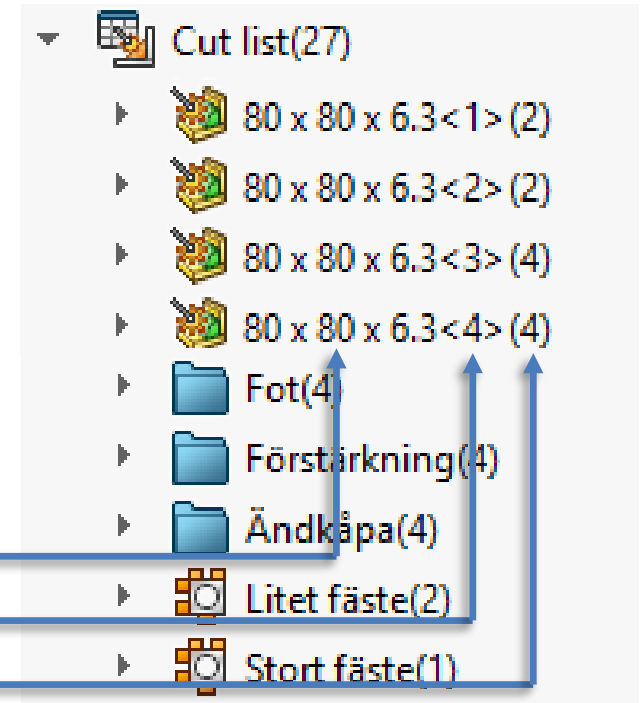 Cut list(27)
80 x 80 x 6.3<1>(2)
80 x 80 x 6.3<2>(2)
80 x 80 x 6.3<3>(4)
80 x 80 x 6.3<4>(4)
Fot(4)
Förstärkning(4)
Ändkåpa(4)
Litet fäste(2)
Stort fäste(1)